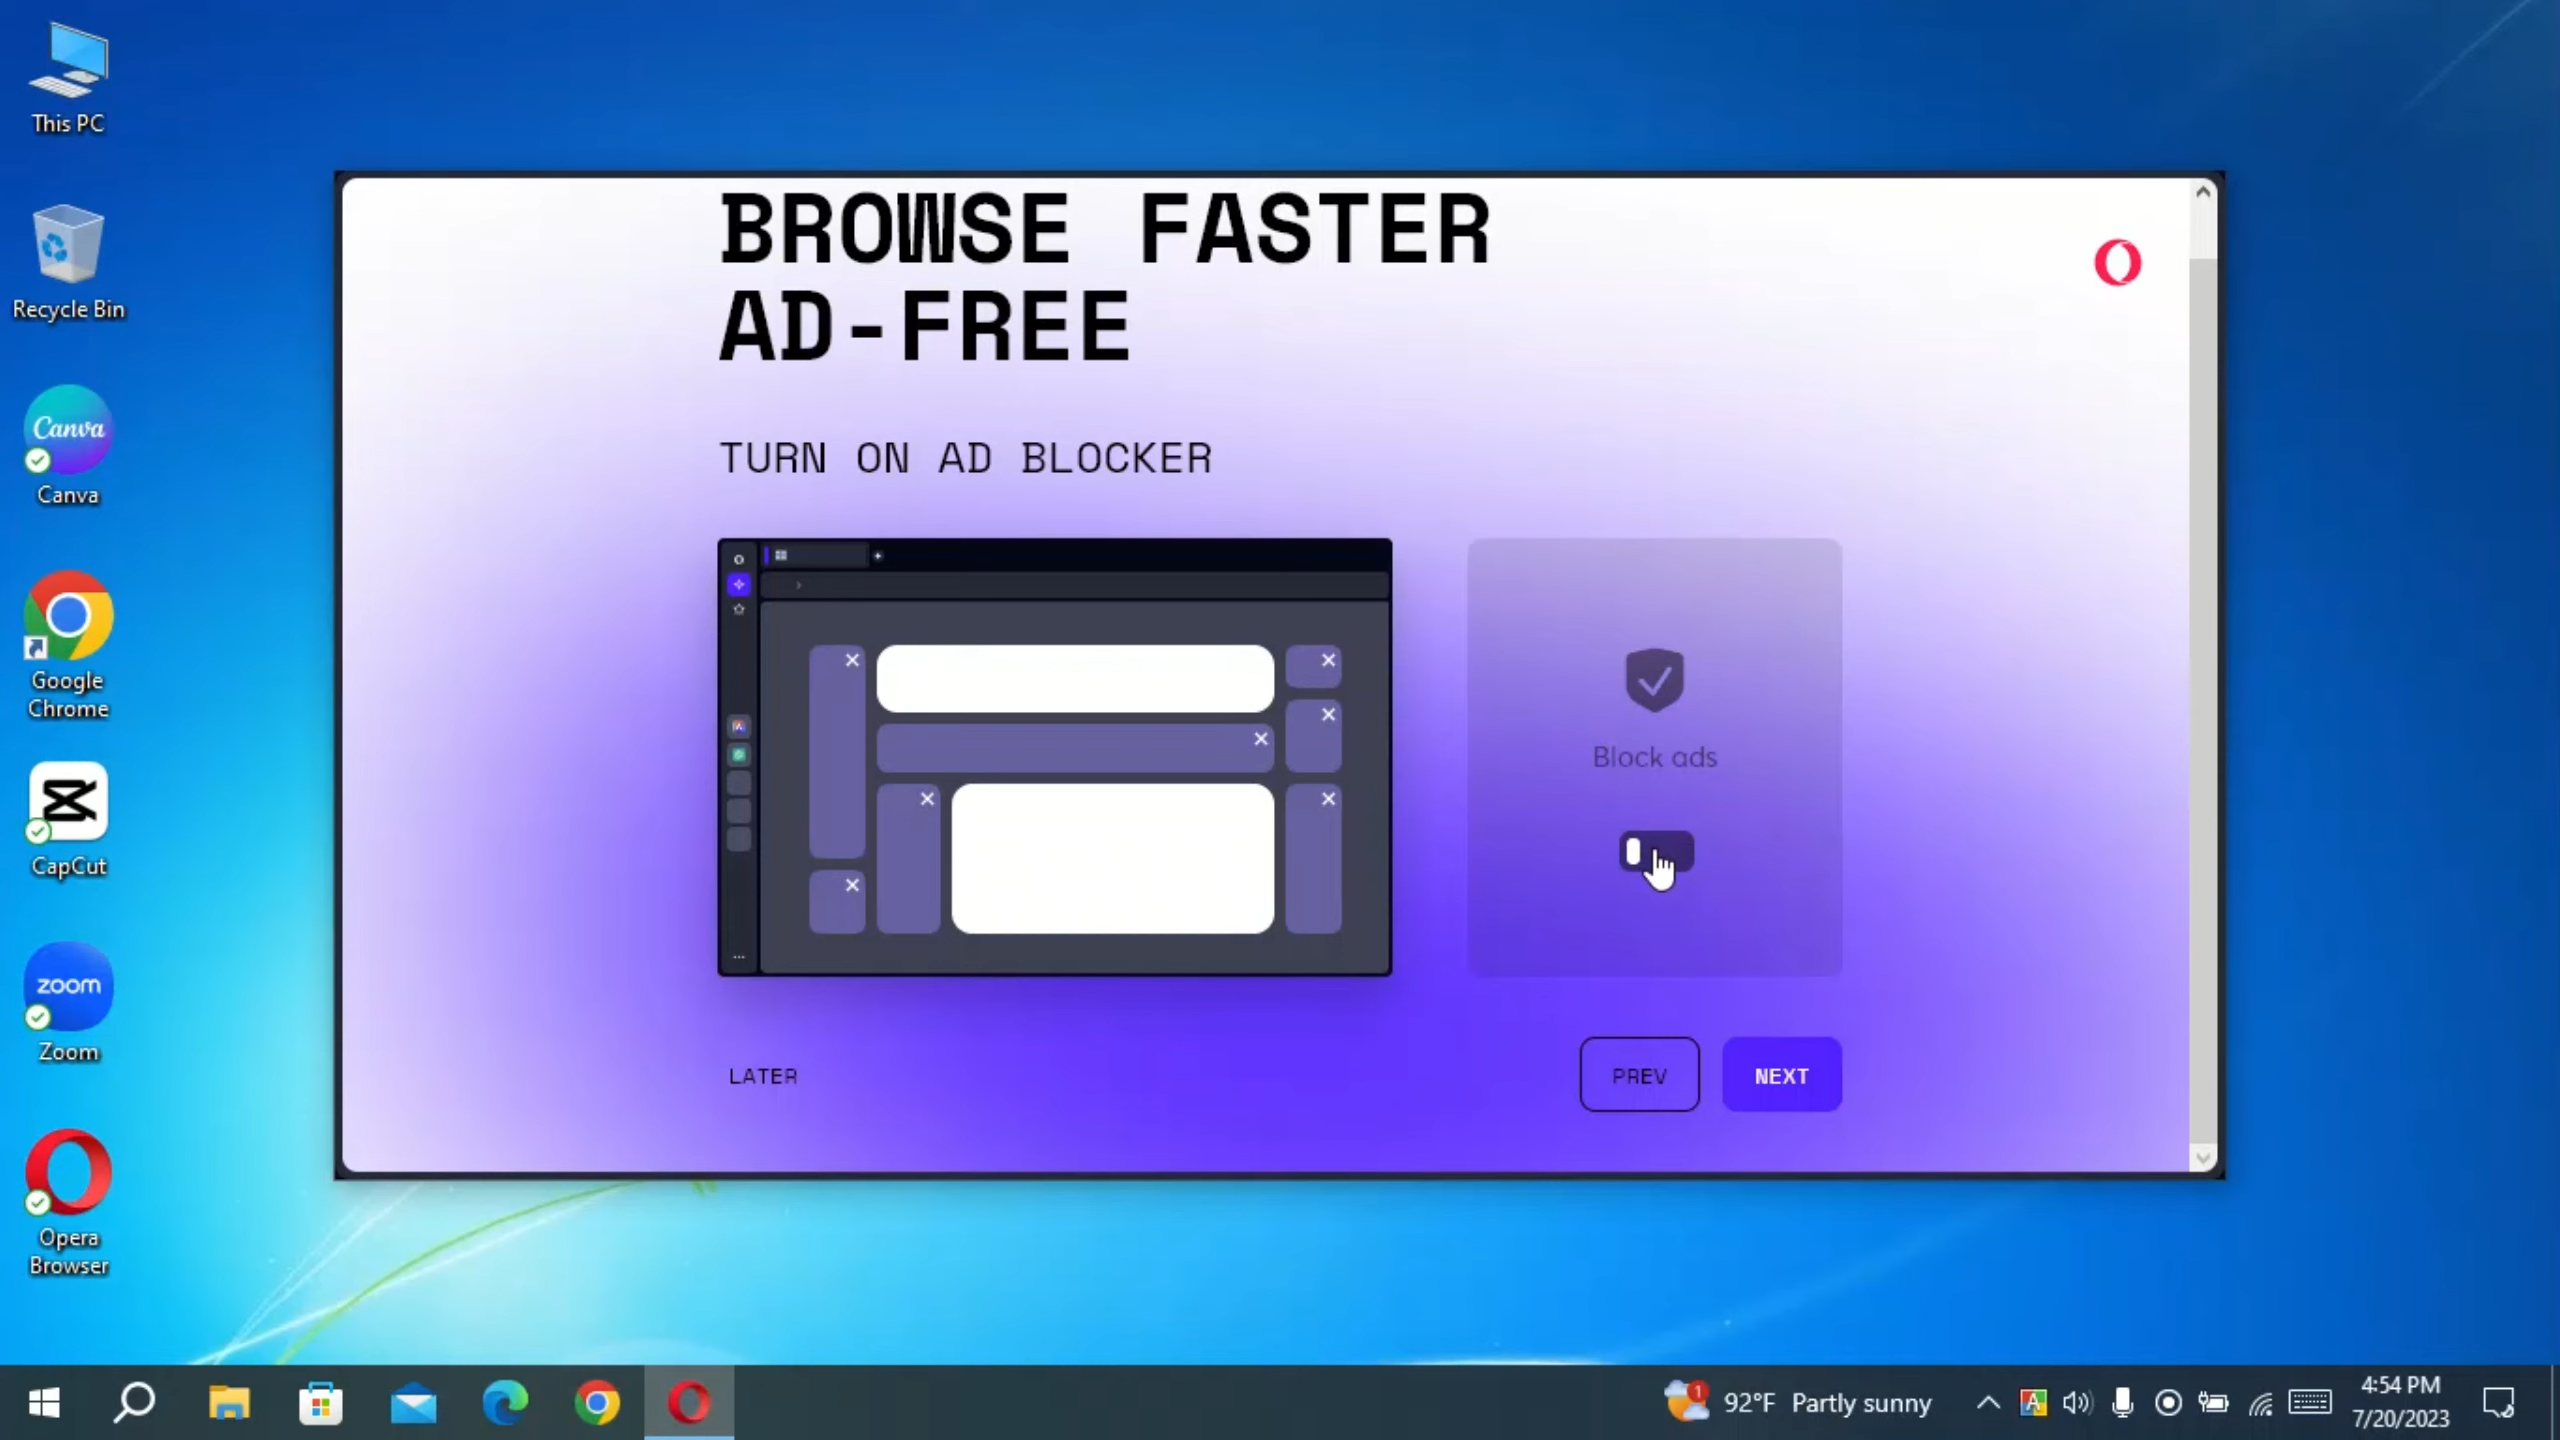 This PC
Recycle Bin
Canva
Canva
Google
Chrome
CapCut
zoom
Zoom
Opera
Browser
BROWSE FASTER
AD-FREE
TURN ON AD BLOCKER
Block ads
LATER
PREV
NEXT
1
92°F Partly sunny
A
4:54 PM
7/20/2023